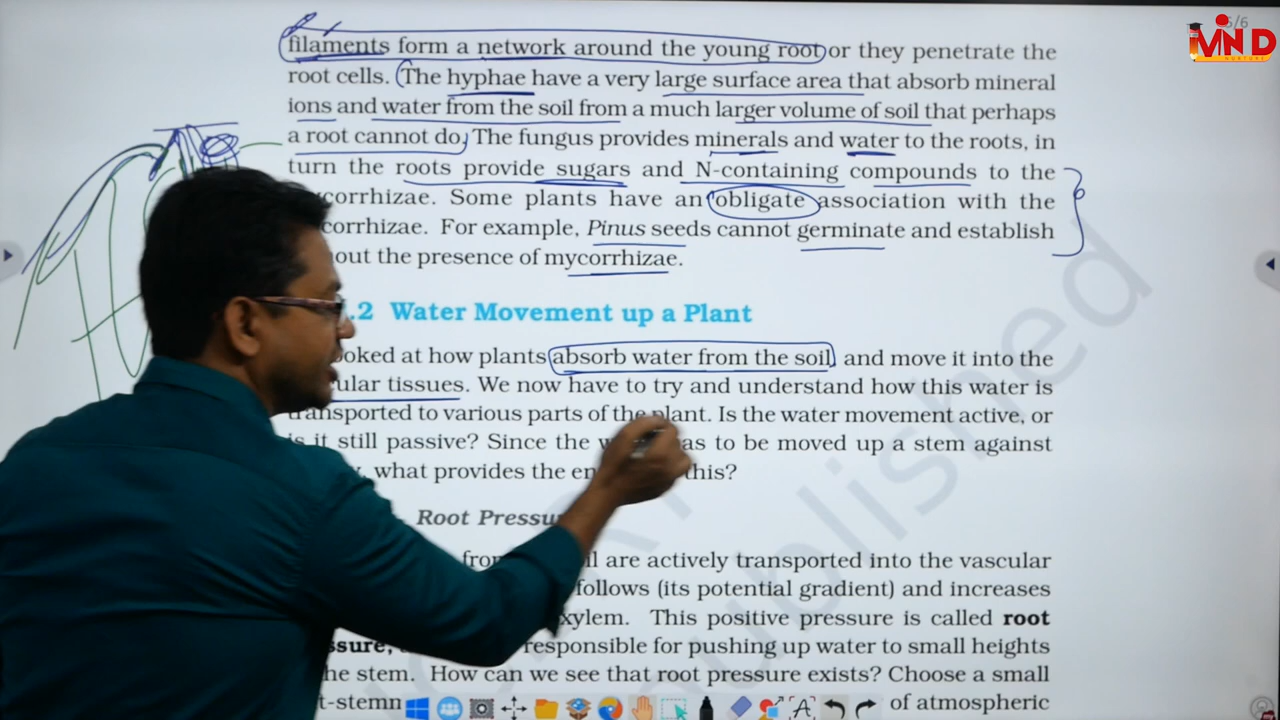 5/6
MIND
NURTURE
filaments form a network around the young root or they penetrate the
root cells. The hyphae have a very large surface area that absorb mineral
ions and water from the soil from a much larger volume of soil that perhaps
a root cannot do. The fungus provides minerals and water to the roots, in
turn the roots provide sugars and N-containing compounds to the
corrhizae. Some plants have an obligate association with the
corrhizae. For example, Pinus seeds cannot germinate and establish
out the presence of mycorrhizae.
.2 Water Movement up a Plant
oked at how plants absorb water from the soil, and move it into the
ular tissues. We now have to try and understand how this water is
transported to various parts of the plant. Is the water movement active, or
is it still passive? Since the w as to be moved up a stem against
, what provides the en this?
Root Pressu
from il are actively transported into the vascular
follows (its potential gradient) and increases
xylem. This positive pressure is called root
ssure, responsible for pushing up water to small heights
he stem. How can we see that root pressure exists? Choose a small
t-stemn of atmospheric
published